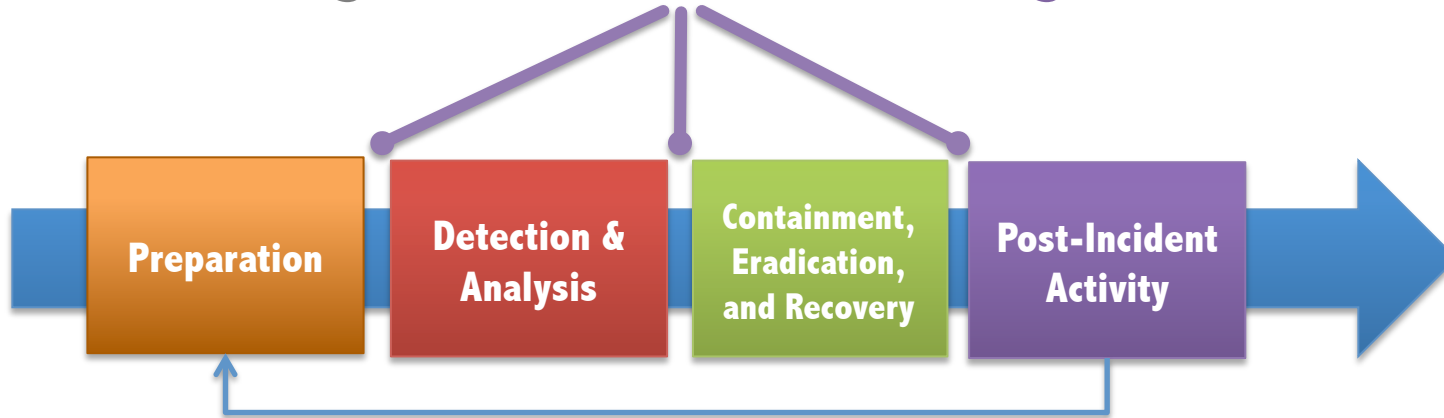 Preparation
Detection &
Analysis
Containment,
Eradication,
and Recovery
Post-Incident
Activity